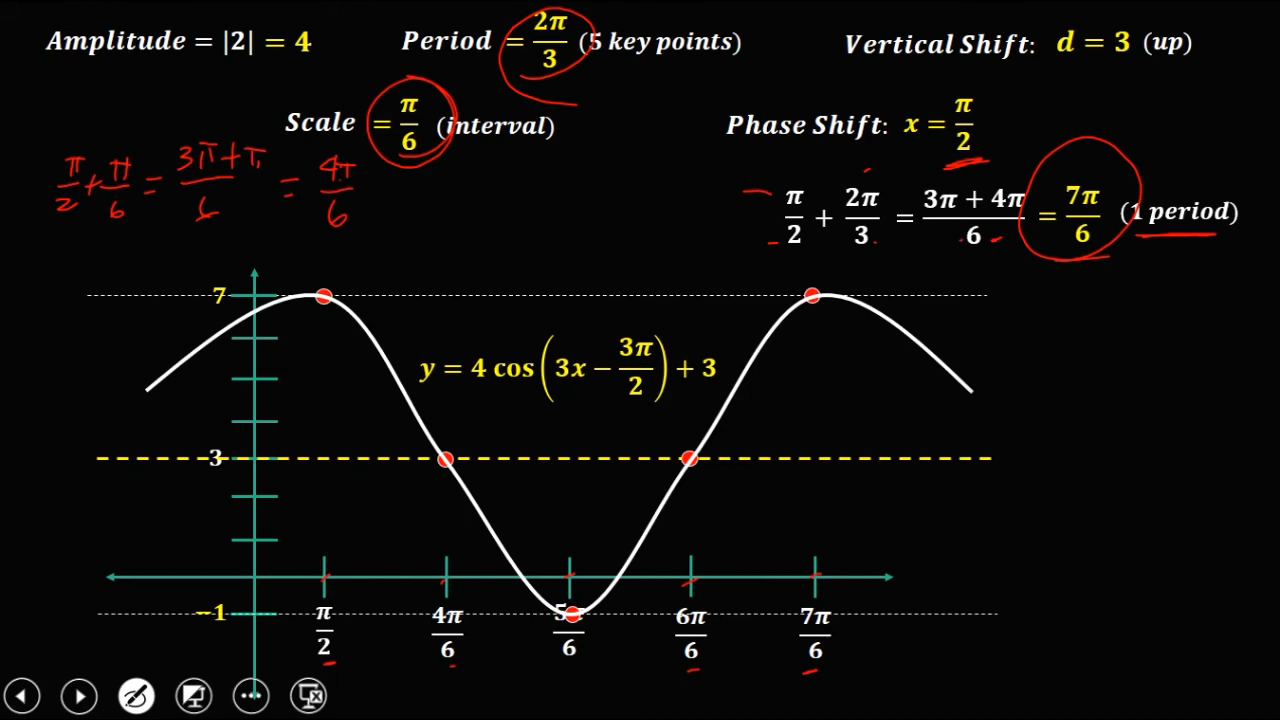 Amplitude = |2| = 4
Period = 2π/3 (5 key points)
Vertical Shift: d = 3 (up)
Scale = π/6 (interval)
Phase Shift: x = π/2
π/2 + π/6 = 3π + π/6 = 4π/6
π/2 + 2π/3 = 3π + 4π/6 = 7π/6 (1 period)
7
y = 4 cos(3x − 3π/2) + 3
3
−1
π/2 4π/6 5π/6 6π/6 7π/6